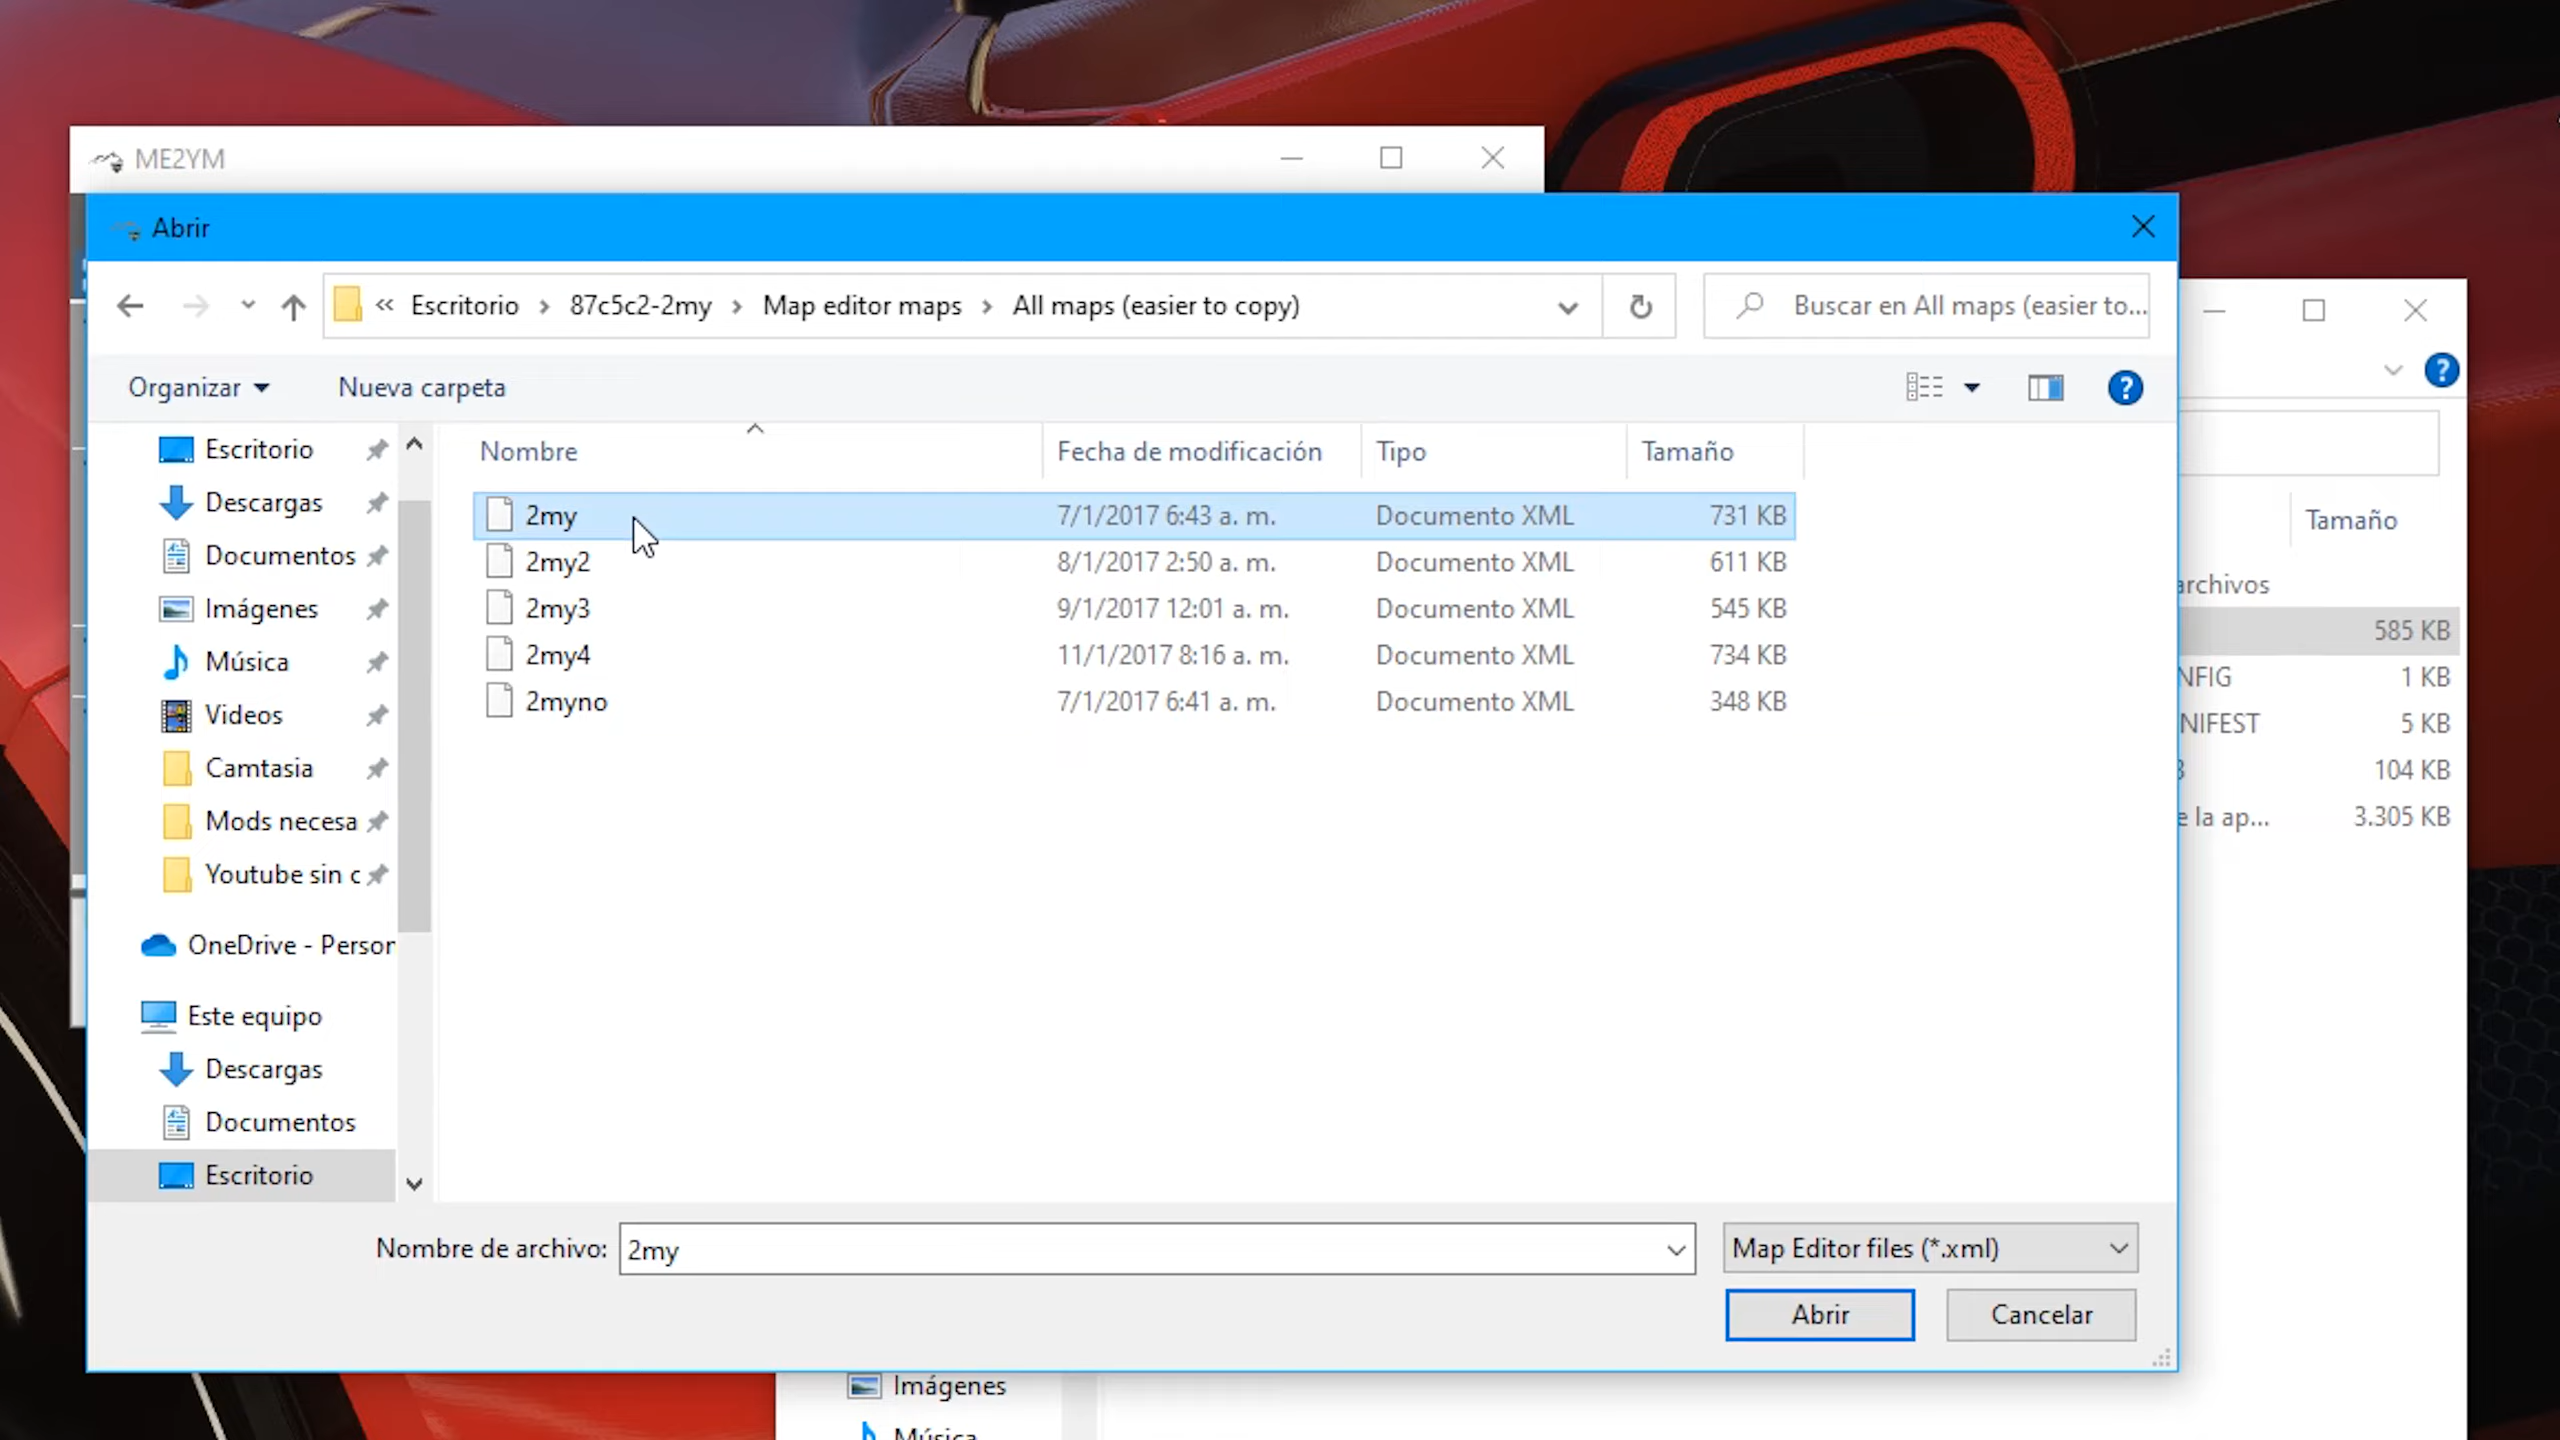 ME2YM
Abrir
« Escritorio › 87c5c2-2my › Map editor maps › All maps (easier to copy)
Buscar en All maps (easier to...
Organizar
Nueva carpeta
Nombre Fecha de modificación Tipo Tamaño
2my 7/1/2017 6:43 a. m. Documento XML 731 KB
2my2 8/1/2017 2:50 a. m. Documento XML 611 KB
2my3 9/1/2017 12:01 a. m. Documento XML 545 KB
2my4 11/1/2017 8:16 a. m. Documento XML 734 KB
2myno 7/1/2017 6:41 a. m. Documento XML 348 KB
Escritorio
Descargas
Documentos
Imágenes
Música
Videos
Camtasia
Mods necesa
Youtube sin c
OneDrive - Person
Este equipo
Descargas
Documentos
Escritorio
Nombre de archivo: 2my
Map Editor files (*.xml)
Abrir
Cancelar
Tamaño
archivos
585 KB
NFIG 1 KB
NIFEST 5 KB
104 KB
e la ap... 3.305 KB
Imágenes
Música